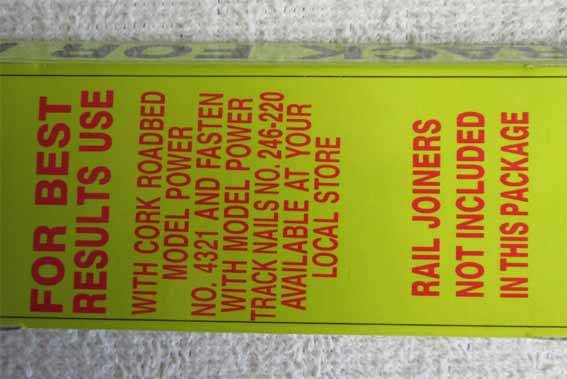 FOR BEST
RESULTS USE
WITH CORK ROADBED
MODEL POWER
NO. 4321 AND FASTEN
WITH MODEL POWER
TRACK NAILS NO. 246-220
AVAILABLE AT YOUR
LOCAL STORE
RAIL JOINERS
NOT INCLUDED
IN THIS PACKAGE